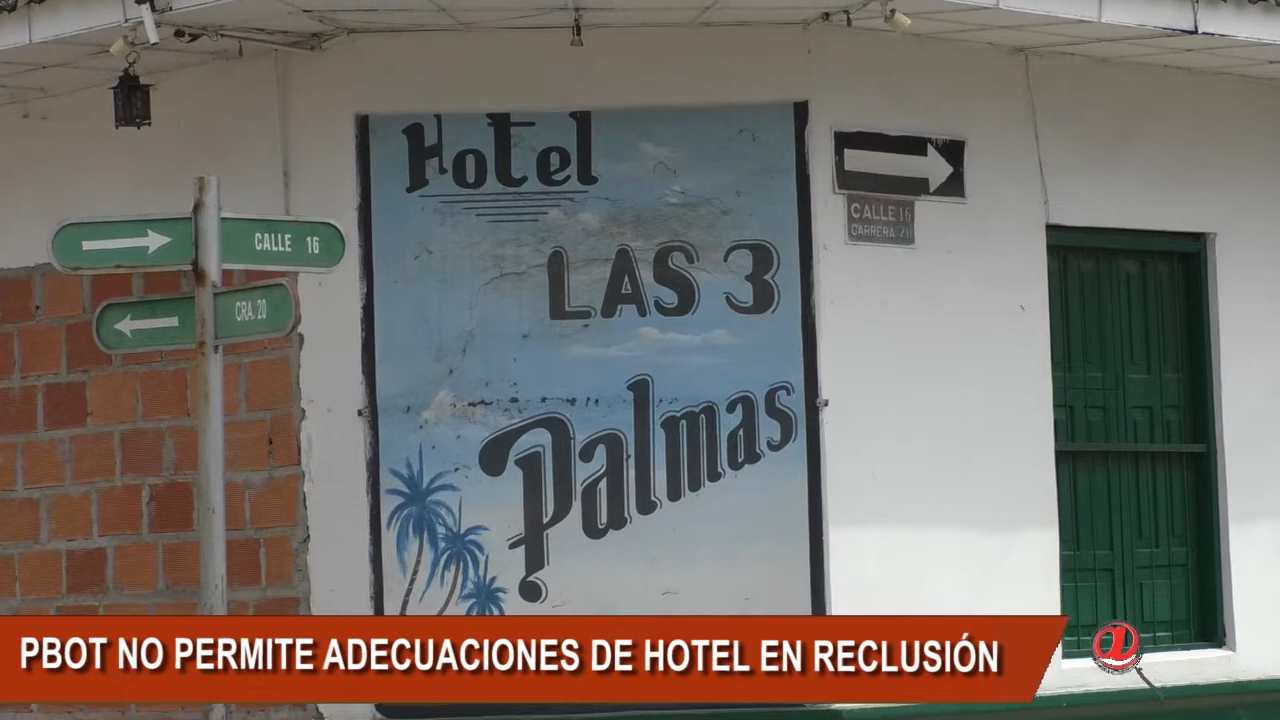 Hotel
LAS 3
Palmas
CALLE 16
CRA. 20
CALLE 16
CARRERA 20
PBOT NO PERMITE ADECUACIONES DE HOTEL EN RECLUSIÓN